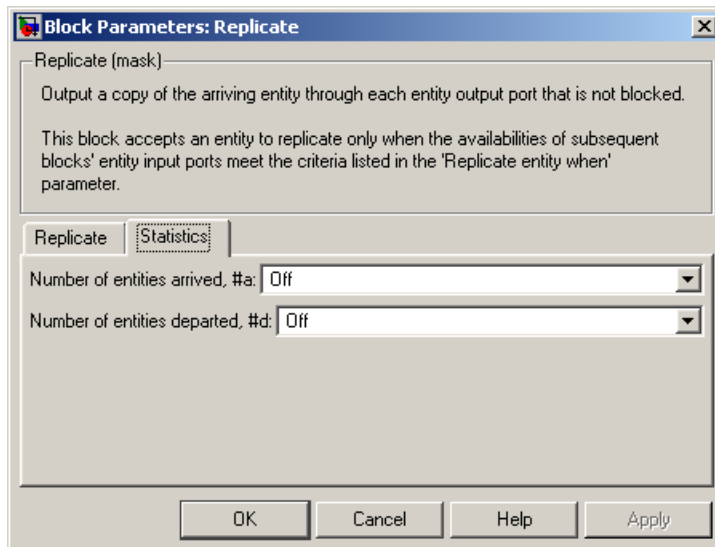 Block Parameters: Replicate
Replicate (mask)
Output a copy of the arriving entity through each entity output port that is not blocked.
This block accepts an entity to replicate only when the availabilities of subsequent
blocks' entity input ports meet the criteria listed in the 'Replicate entity when'
parameter.
Replicate Statistics
Number of entities arrived, #a: Off
Number of entities departed, #d: Off
OK Cancel Help Apply